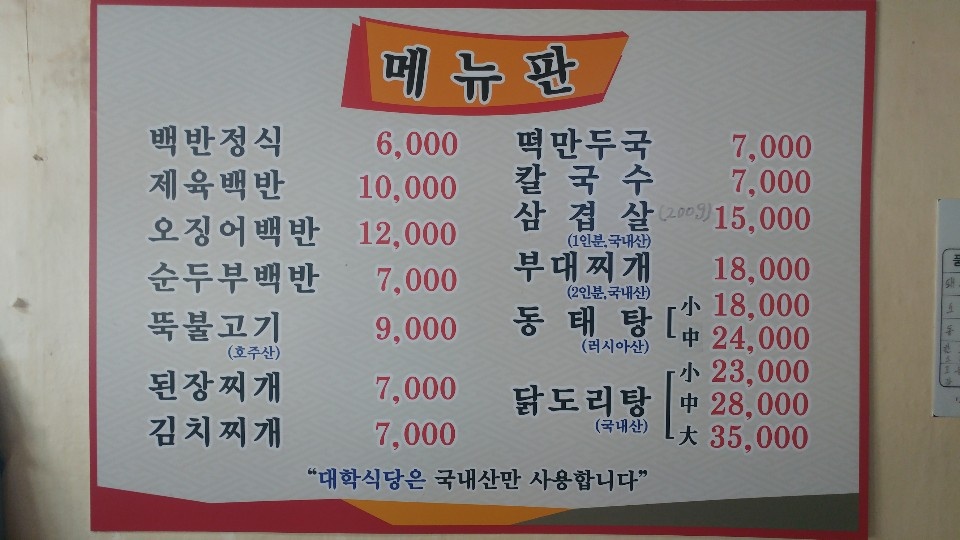 메뉴판
백반정식 6,000
제육백반 10,000
오징어백반 12,000
순두부백반 7,000
뚝불고기 9,000
(호주산)
된장찌개 7,000
김치찌개 7,000
떡만두국 7,000
칼국수 7,000
삼겹살 (200g) 15,000
(1인분,국내산)
부대찌개 18,000
(2인분,국내산)
동태탕 [ 小 18,000
中 24,000
(러시아산)
닭도리탕 [ 小 23,000
中 28,000
(국내산)
大 35,000
“대학식당은 국내산만 사용합니다”